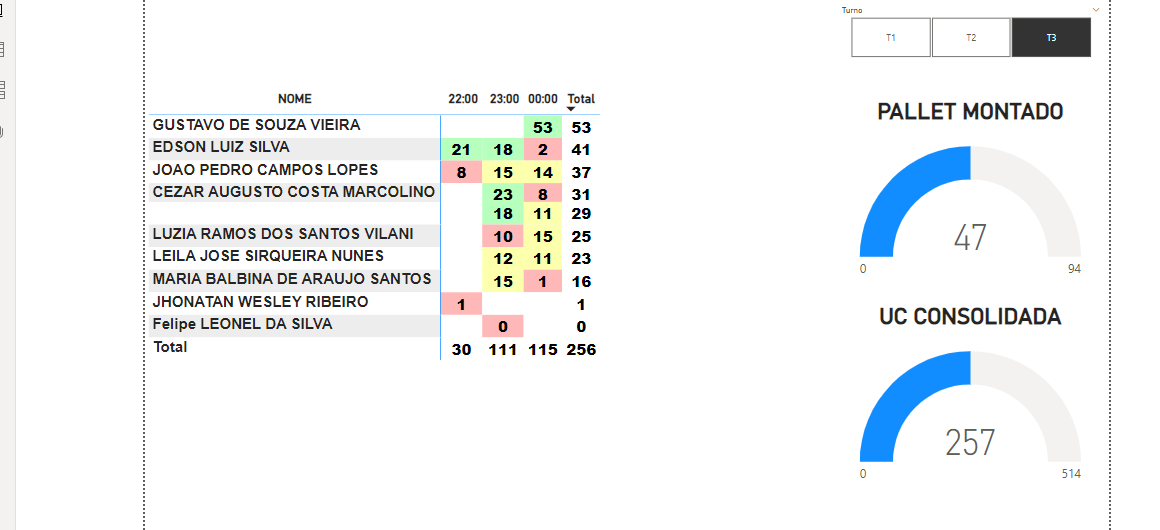 Turno
T1 T2 T3
NOME 22:00 23:00 00:00 Total
GUSTAVO DE SOUZA VIEIRA 53 53
EDSON LUIZ SILVA 21 18 2 41
JOAO PEDRO CAMPOS LOPES 8 15 14 37
CEZAR AUGUSTO COSTA MARCOLINO 23 8 31
18 11 29
LUZIA RAMOS DOS SANTOS VILANI 10 15 25
LEILA JOSE SIRQUEIRA NUNES 12 11 23
MARIA BALBINA DE ARAUJO SANTOS 15 1 16
JHONATAN WESLEY RIBEIRO 1 1
Felipe LEONEL DA SILVA 0 0
Total 30 111 115 256
PALLET MONTADO
47
0 94
UC CONSOLIDADA
257
0 514